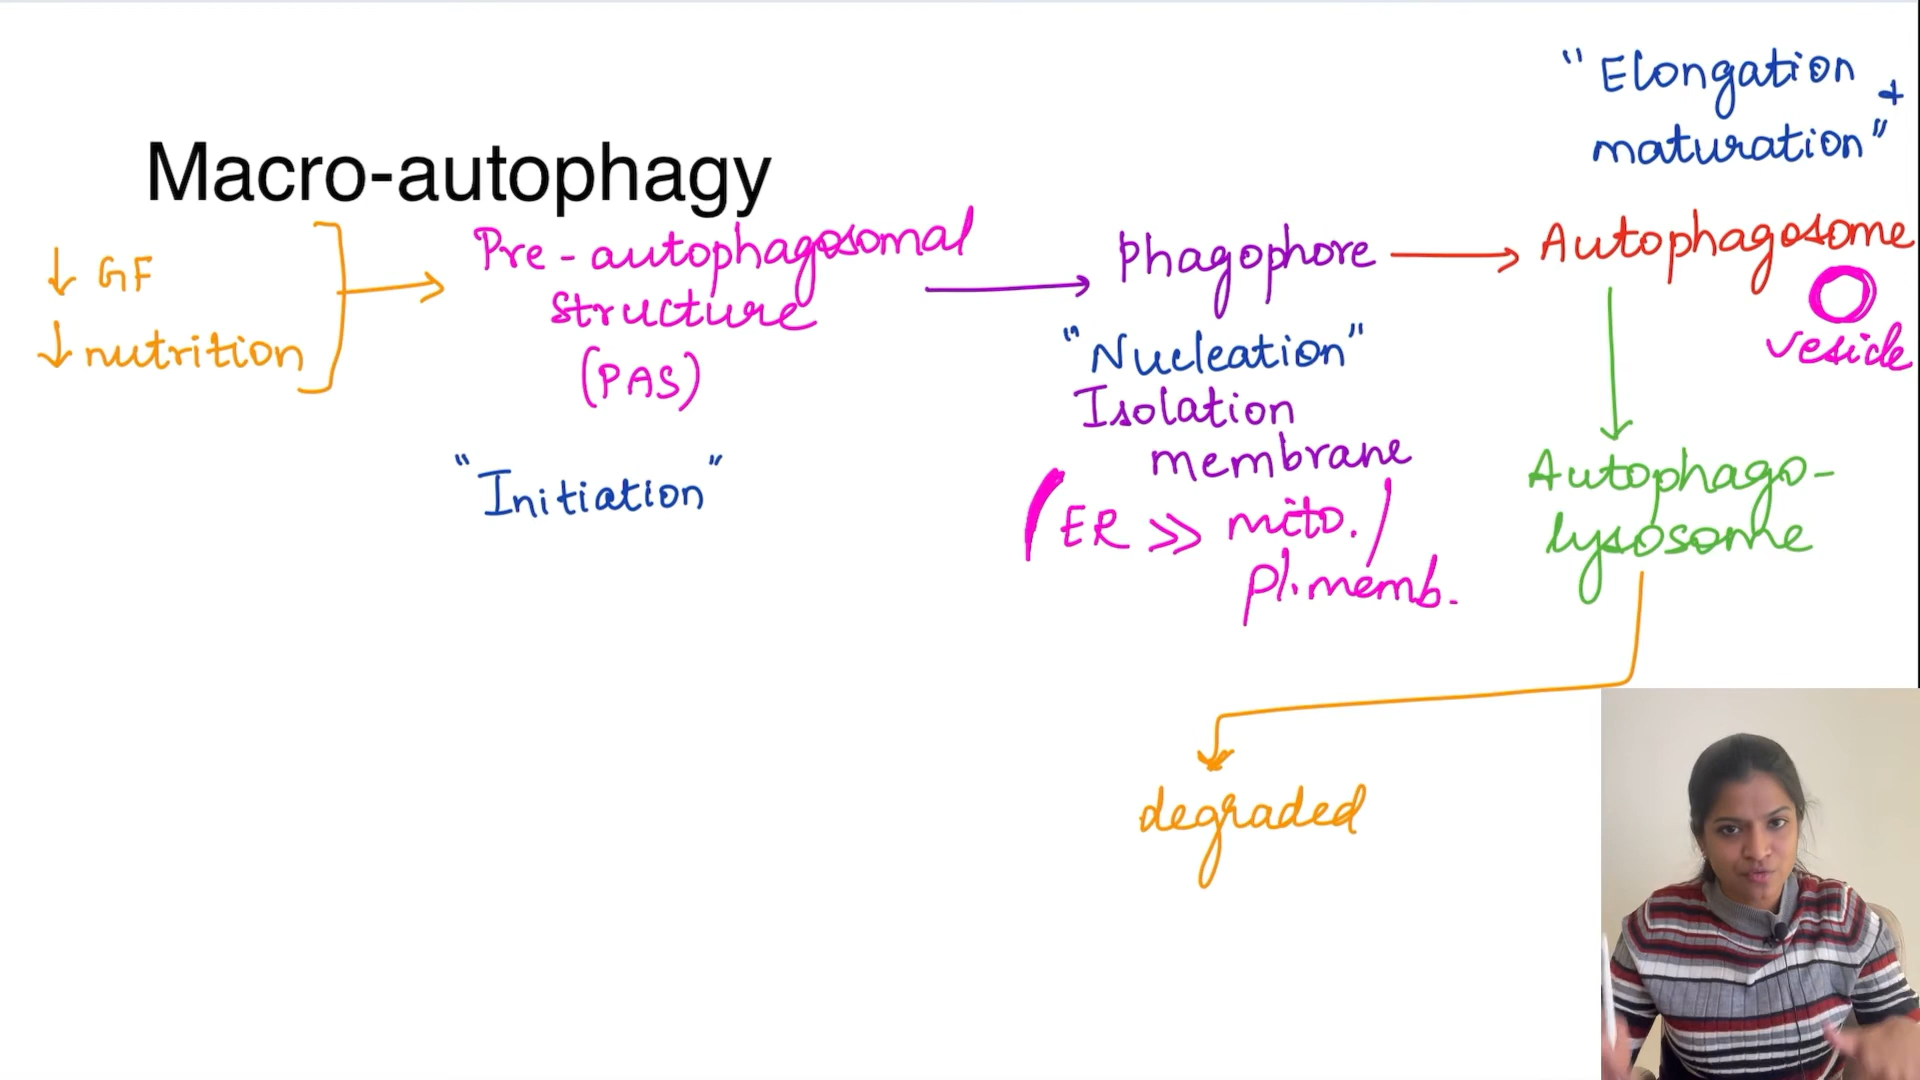 Macro-autophagy
↓ GF
↓ nutrition
Pre-autophagosomal
structure
(PAS)
"Initiation"
Phagophore
"Nucleation"
Isolation
membrane
(ER >> mito./
pl.memb.
"Elongation +
maturation"
Autophagosome
vesicle
Autophago-
lysosome
degraded